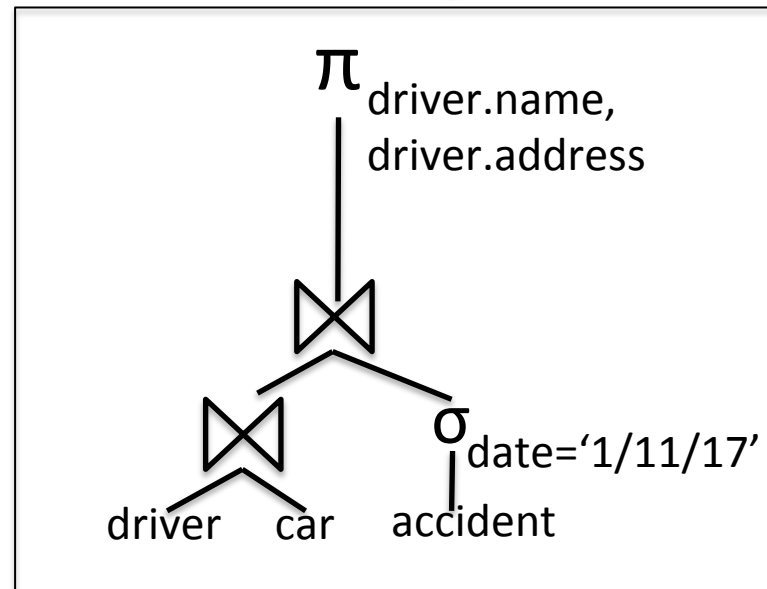 π driver.name,
driver.address
⋈
⋈
σ date=‘1/11/17’
driver car accident